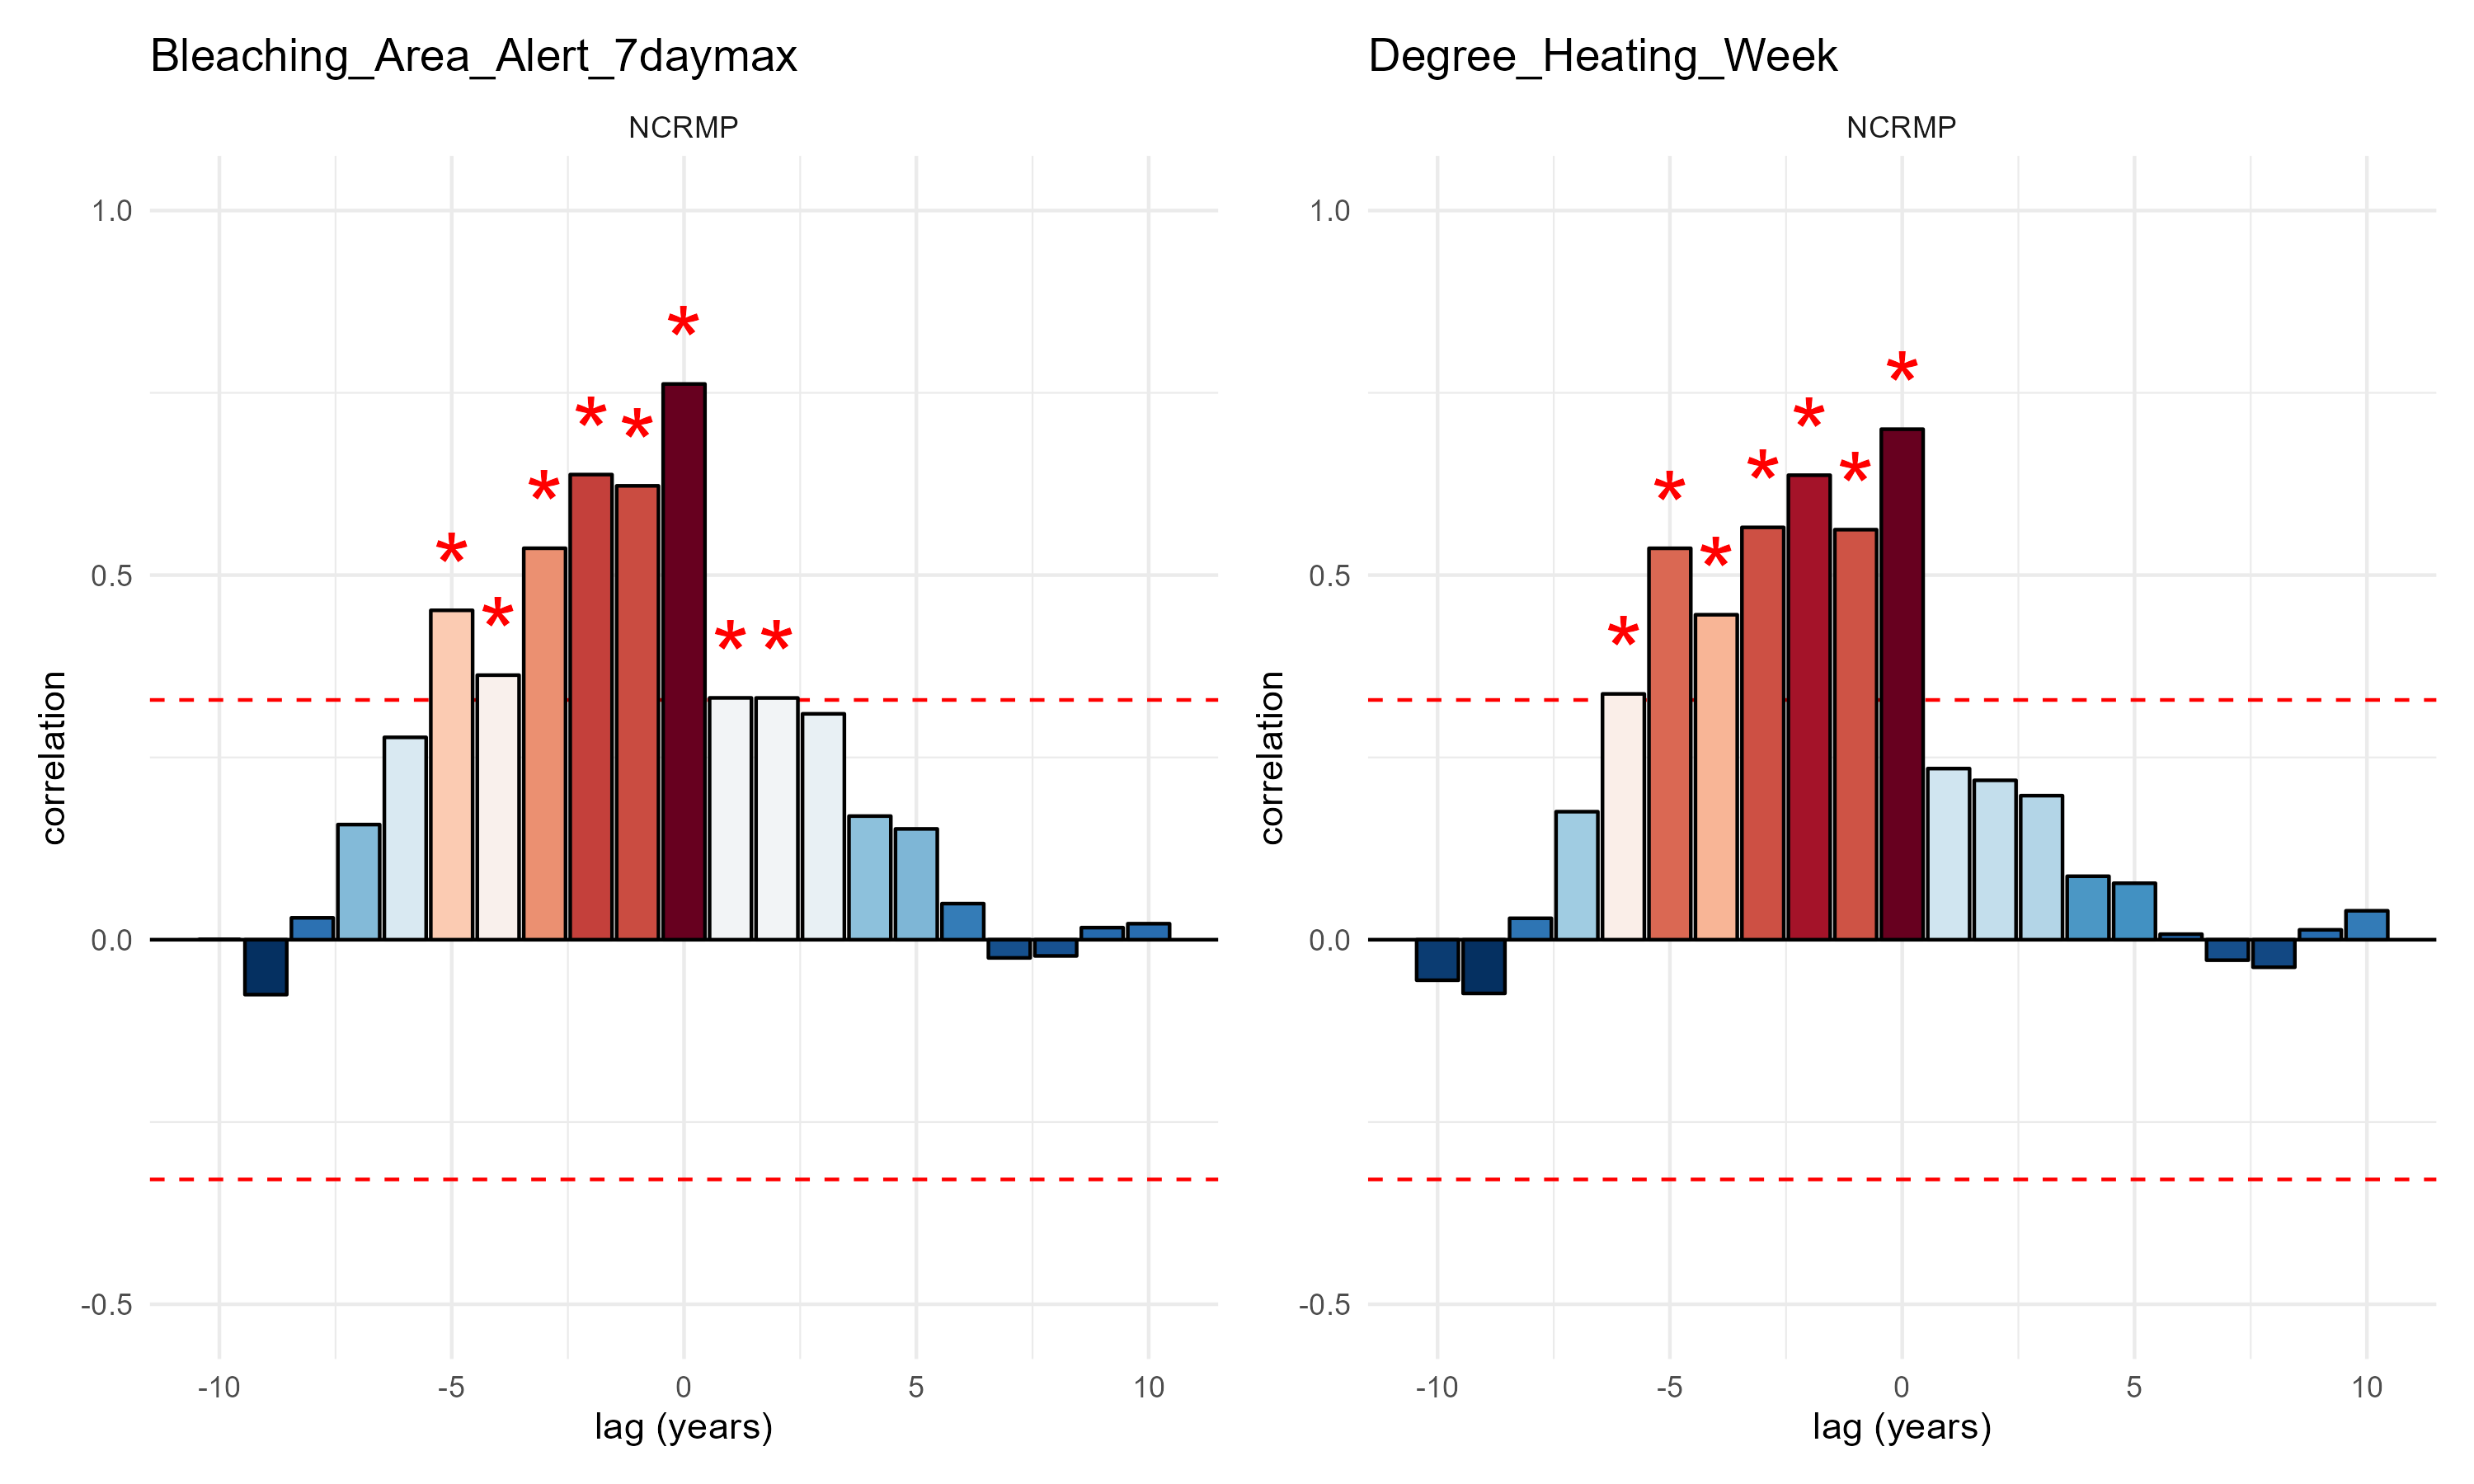 Bleaching_Area_Alert_7daymax
NCRMP
1.0
0.5
0.0
-0.5
correlation
* * * * * * * *
-10 -5 0 5 10
lag (years)
Degree_Heating_Week
NCRMP
1.0
0.5
0.0
-0.5
correlation
* * * * * * *
-10 -5 0 5 10
lag (years)